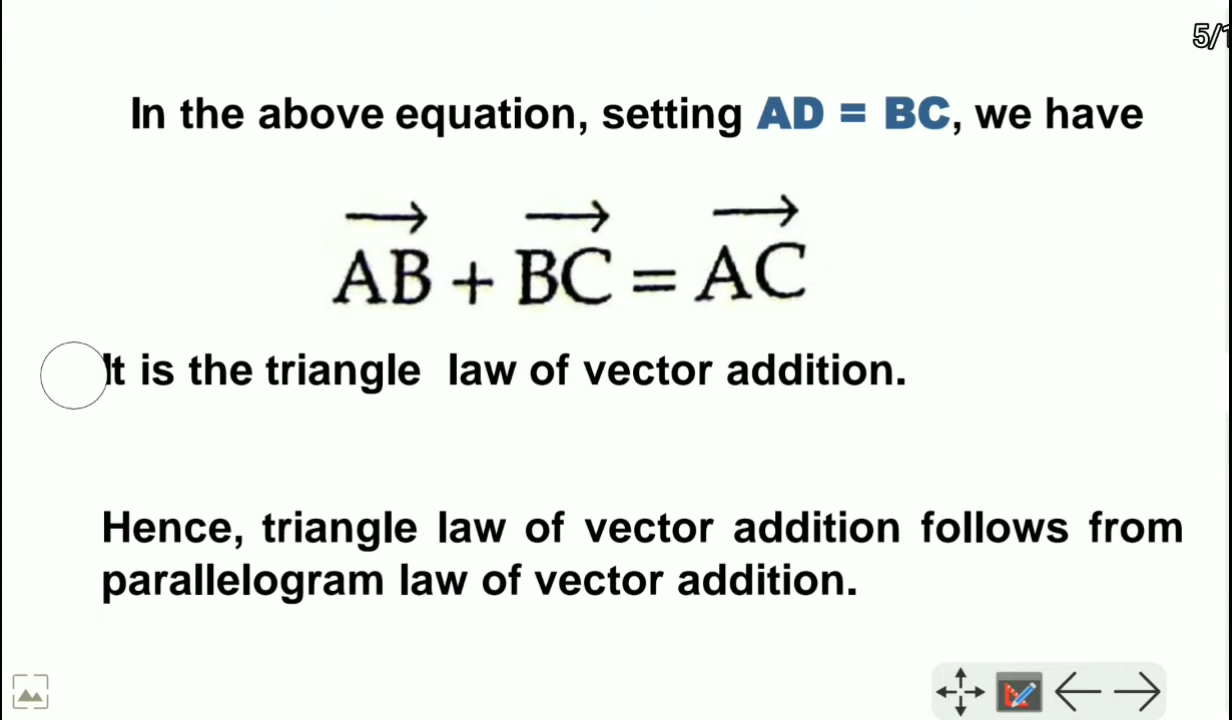 5/1
In the above equation, setting AD = BC, we have
AB + BC = AC
It is the triangle law of vector addition.
Hence, triangle law of vector addition follows from
parallelogram law of vector addition.